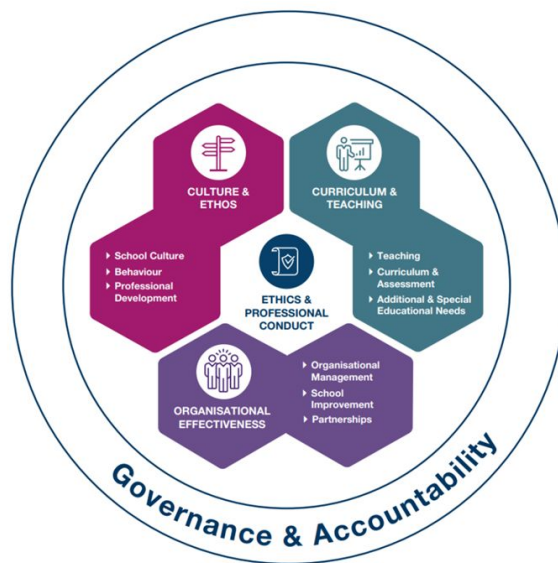 CULTURE &
ETHOS
School Culture
Behaviour
Professional
Development
CURRICULUM &
TEACHING
Teaching
Curriculum &
Assessment
Additional & Special
Educational Needs
ETHICS &
PROFESSIONAL
CONDUCT
ORGANISATIONAL
EFFECTIVENESS
Organisational
Management
School
Improvement
Partnerships
Governance & Accountability